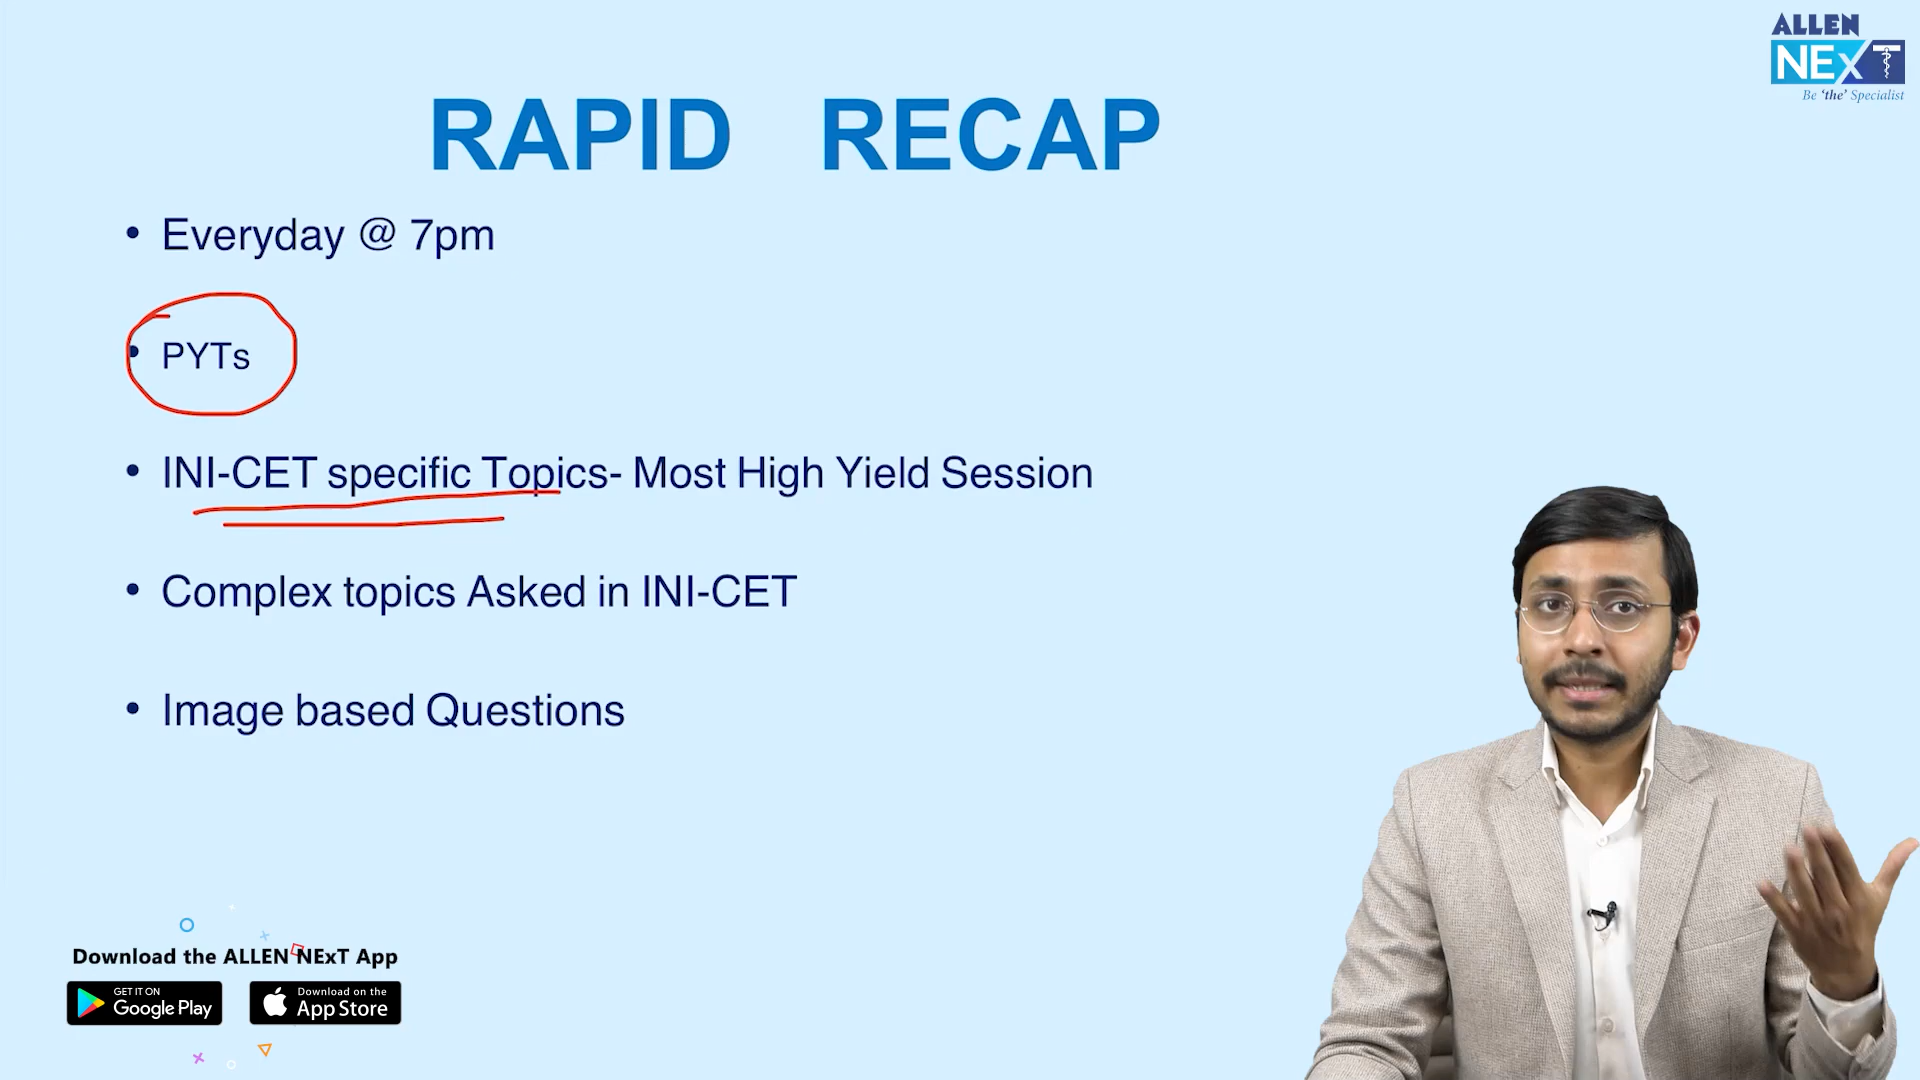 ALLEN
NExT
Be 'the' Specialist
RAPID RECAP
• Everyday @ 7pm
• PYTs
• INI-CET specific Topics- Most High Yield Session
• Complex topics Asked in INI-CET
• Image based Questions
Download the ALLEN NExT App
GET IT ON
Google Play
Download on the
App Store